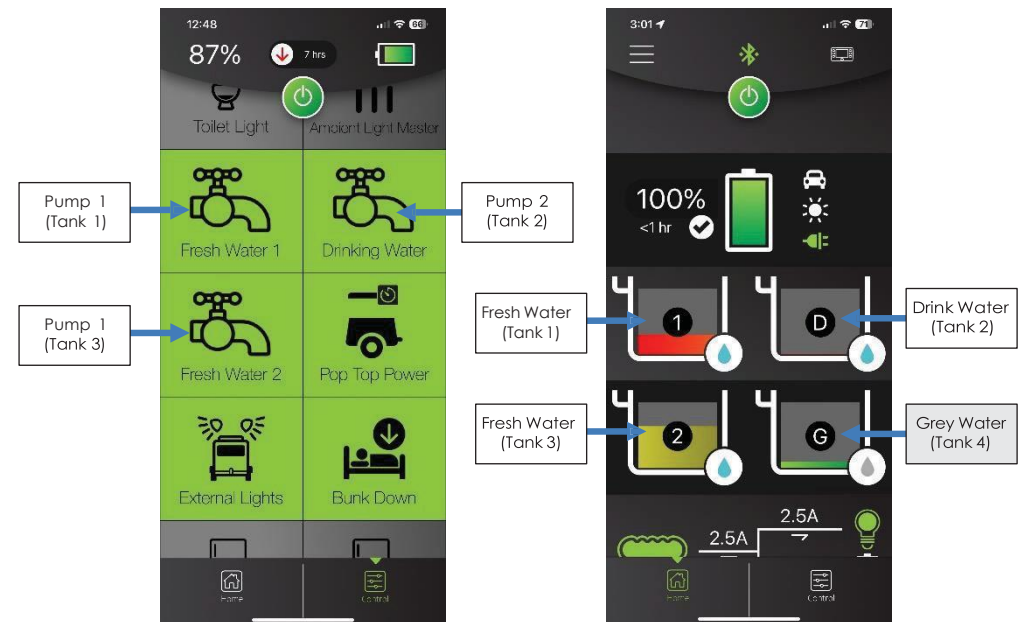 12:48
66
87%
7 hrs
Toilet Light
Ambient Light Master
Pump 1
(Tank 1)
Fresh Water 1
Drinking Water
Pump 2
(Tank 2)
Pump 1
(Tank 3)
Fresh Water 2
Pop Top Power
External Lights
Bunk Down
Home
Control
3:01
71
100%
<1 hr
Fresh Water
(Tank 1)
1
D
Drink Water
(Tank 2)
Fresh Water
(Tank 3)
2
G
Grey Water
(Tank 4)
2.5A
2.5A
Home
Control